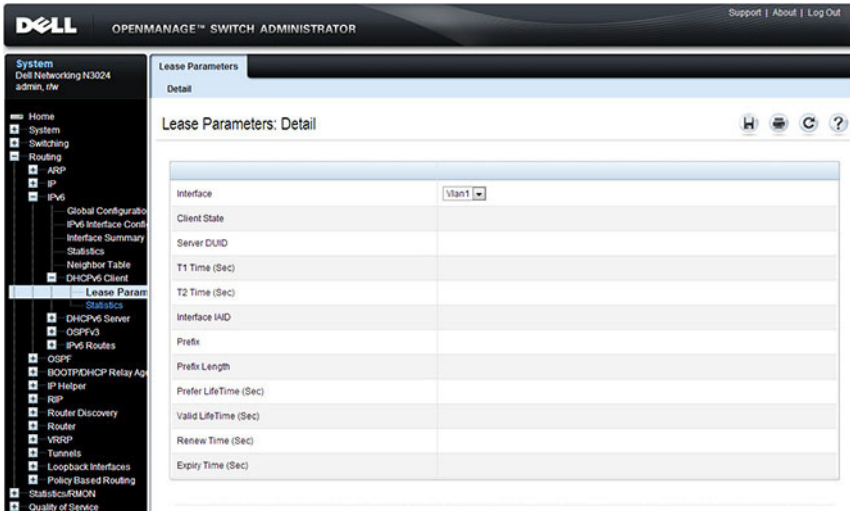 Support | About | Log Out
DELL OPENMANAGE™ SWITCH ADMINISTRATOR
System
Dell Networking N3024
admin, r/w
Home
System
Switching
Routing
ARP
IP
IPv6
Global Configuratio
IPv6 Interface Confi
Interface Summary
Statistics
Neighbor Table
DHCPv6 Client
Lease Param
Statistics
DHCPv6 Server
OSPFv3
IPv6 Routes
OSPF
BOOTP/DHCP Relay Age
IP Helper
RIP
Router Discovery
Router
VRRP
Tunnels
Loopback Interfaces
Policy Based Routing
Statistics/RMON
Quality of Service
Lease Parameters
Detail
Lease Parameters: Detail
Interface Vlan1
Client State
Server DUID
T1 Time (Sec)
T2 Time (Sec)
Interface IAID
Prefix
Prefix Length
Prefer LifeTime (Sec)
Valid LifeTime (Sec)
Renew Time (Sec)
Expiry Time (Sec)